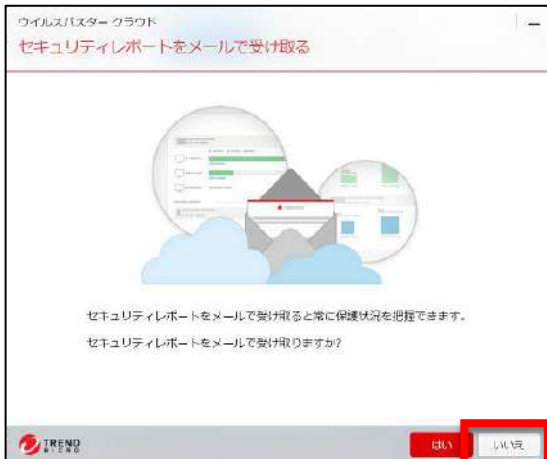 ウイルスバスター クラウド
セキュリティレポートをメールで受け取る
セキュリティレポートをメールで受け取ると常に保護状況を把握できます。
セキュリティレポートをメールで受け取りますか?
TREND
MICRO
はい
いいえ